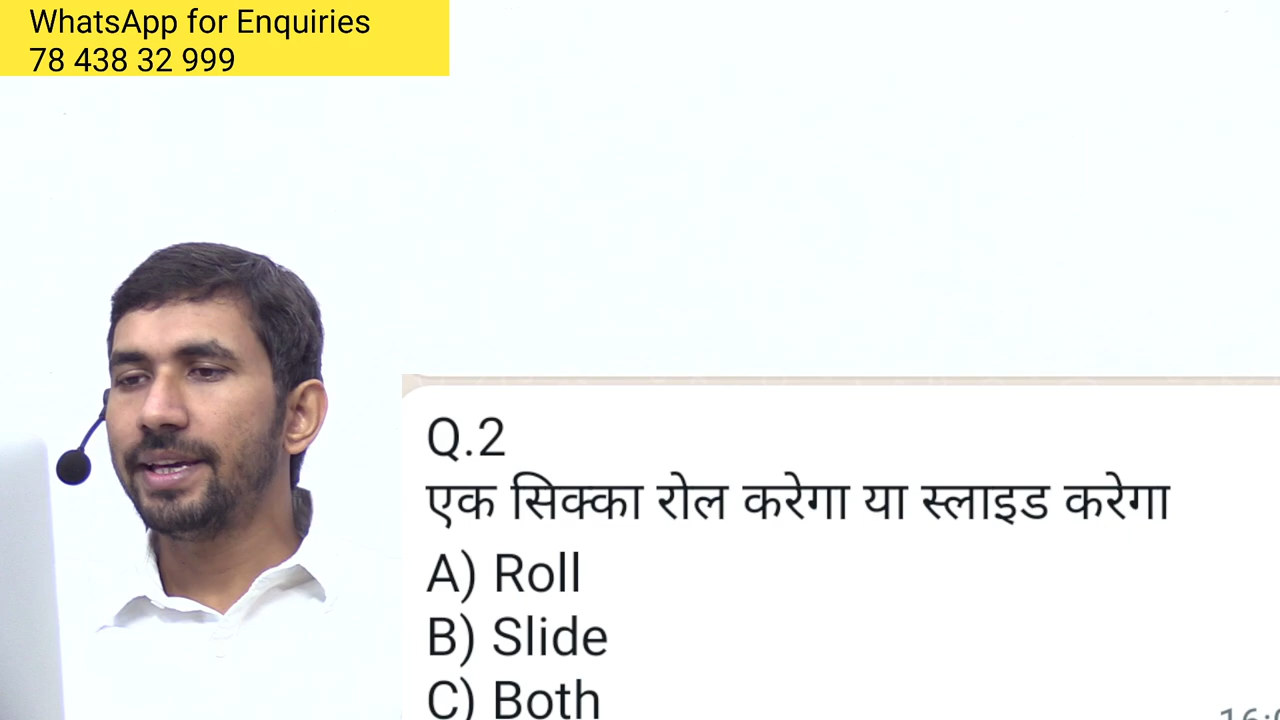 WhatsApp for Enquiries
78 438 32 999
Q.2
एक सिक्का रोल करेगा या स्लाइड करेगा
A) Roll
B) Slide
C) Both